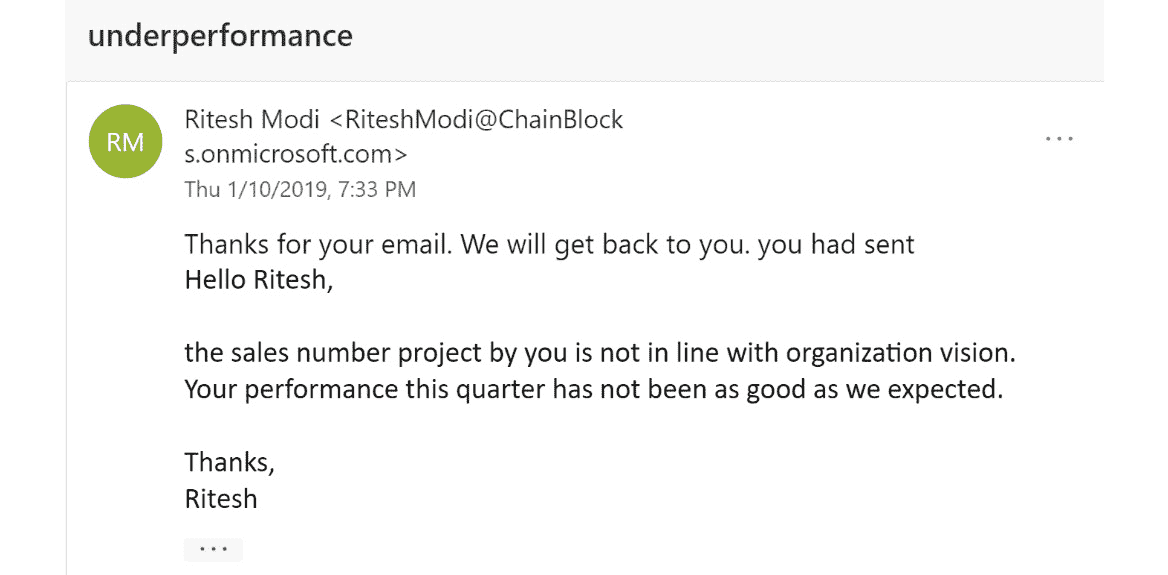 underperformance
RM
Ritesh Modi <RiteshModi@ChainBlock
s.onmicrosoft.com>
Thu 1/10/2019, 7:33 PM
Thanks for your email. We will get back to you. you had sent
Hello Ritesh,
the sales number project by you is not in line with organization vision.
Your performance this quarter has not been as good as we expected.
Thanks,
Ritesh